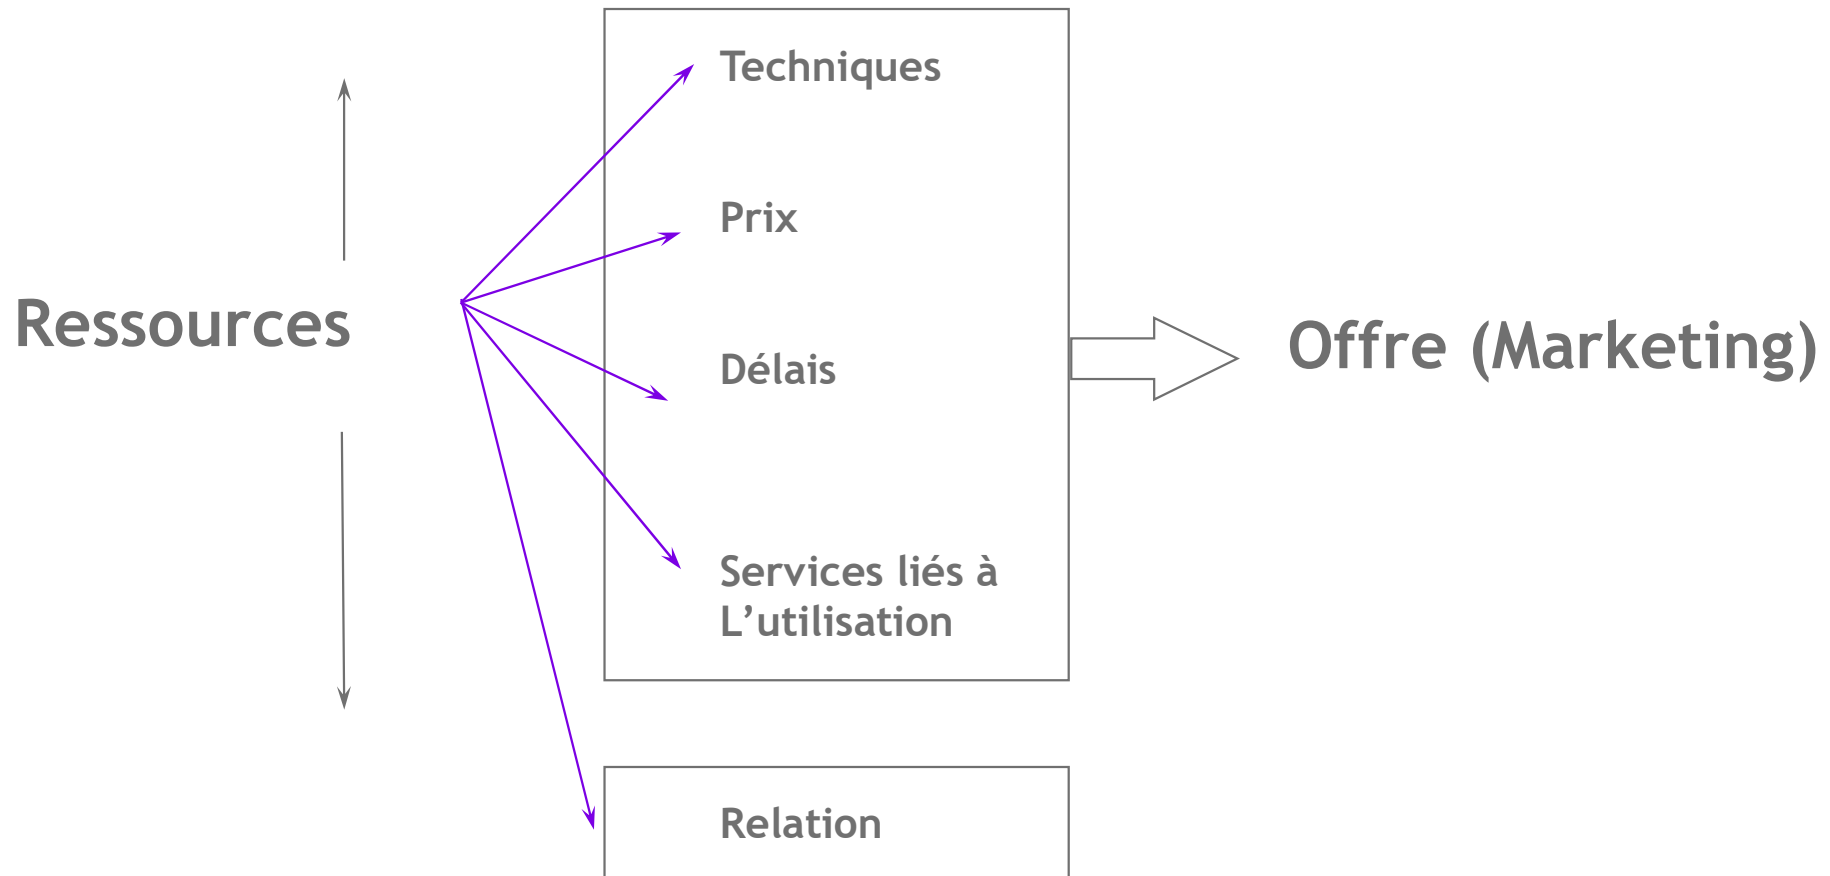 Techniques
Prix
Ressources
Offre (Marketing)
Délais
Services liés à
L’utilisation
Relation